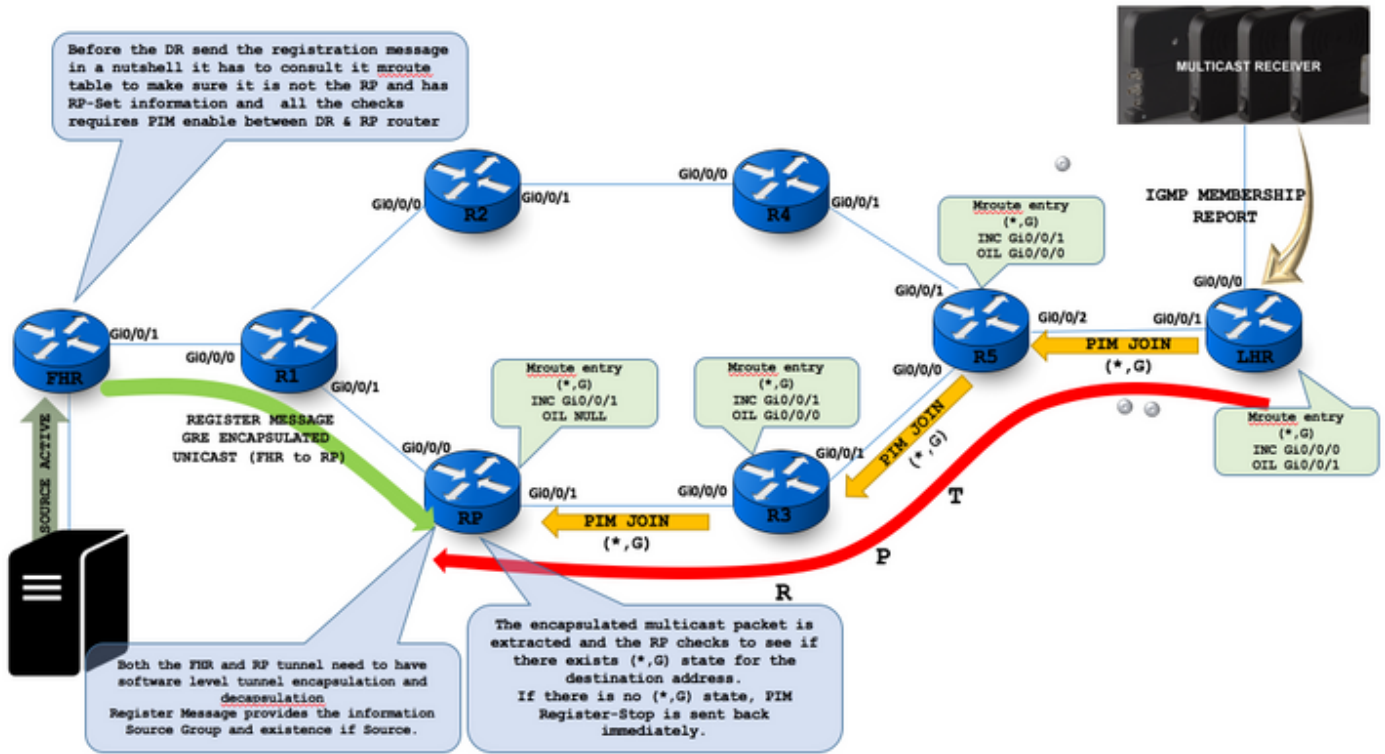 Before the DR send the registration message
in a nutshell it has to consult it mroute
table to make sure it is not the RP and has
RP-Set information and all the checks
requires PIM enable between DR & RP router
MULTICAST RECEIVER
IGMP MEMBERSHIP
REPORT
Gi0/0/0
R2
Gi0/0/1
Gi0/0/0
R4
Gi0/0/1
Mroute entry
(*,G)
INC Gi0/0/1
OIL Gi0/0/0
FHR
Gi0/0/1
Gi0/0/0
R1
Gi0/0/1
Gi0/0/1
R5
Gi0/0/2
Gi0/0/0
Gi0/0/0
Gi0/0/1
LHR
PIM JOIN
(*,G)
SOURCE ACTIVE
REGISTER MESSAGE
GRE ENCAPSULATED
UNICAST (FHR to RP)
Mroute entry
(*,G)
INC Gi0/0/1
OIL NULL
Mroute entry
(*,G)
INC Gi0/0/1
OIL Gi0/0/0
PIM JOIN
(*,G)
Mroute entry
(*,G)
INC Gi0/0/0
OIL Gi0/0/1
Gi0/0/0
RP
Gi0/0/1
Gi0/0/0
R3
Gi0/0/1
PIM JOIN
(*,G)
R
P
T
Both the FHR and RP tunnel need to have
software level tunnel encapsulation and
decapsulation
Register Message provides the information
Source Group and existence if Source.
The encapsulated multicast packet is
extracted and the RP checks to see if
there exists (*,G) state for the
destination address.
If there is no (*,G) state, PIM
Register-Stop is sent back
immediately.